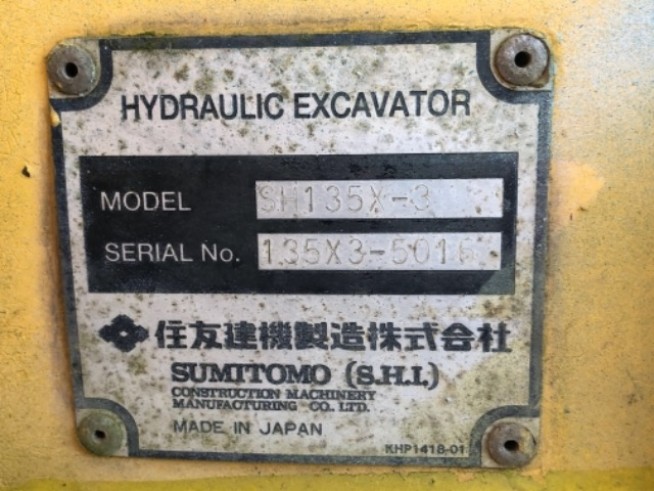 HYDRAULIC EXCAVATOR
MODEL SH135X-3
SERIAL No. 135X3-5016
住友建機製造株式会社
SUMITOMO (S.H.I.)
CONSTRUCTION MACHINERY
MANUFACTURING CO., LTD.
MADE IN JAPAN
KHP1418-01